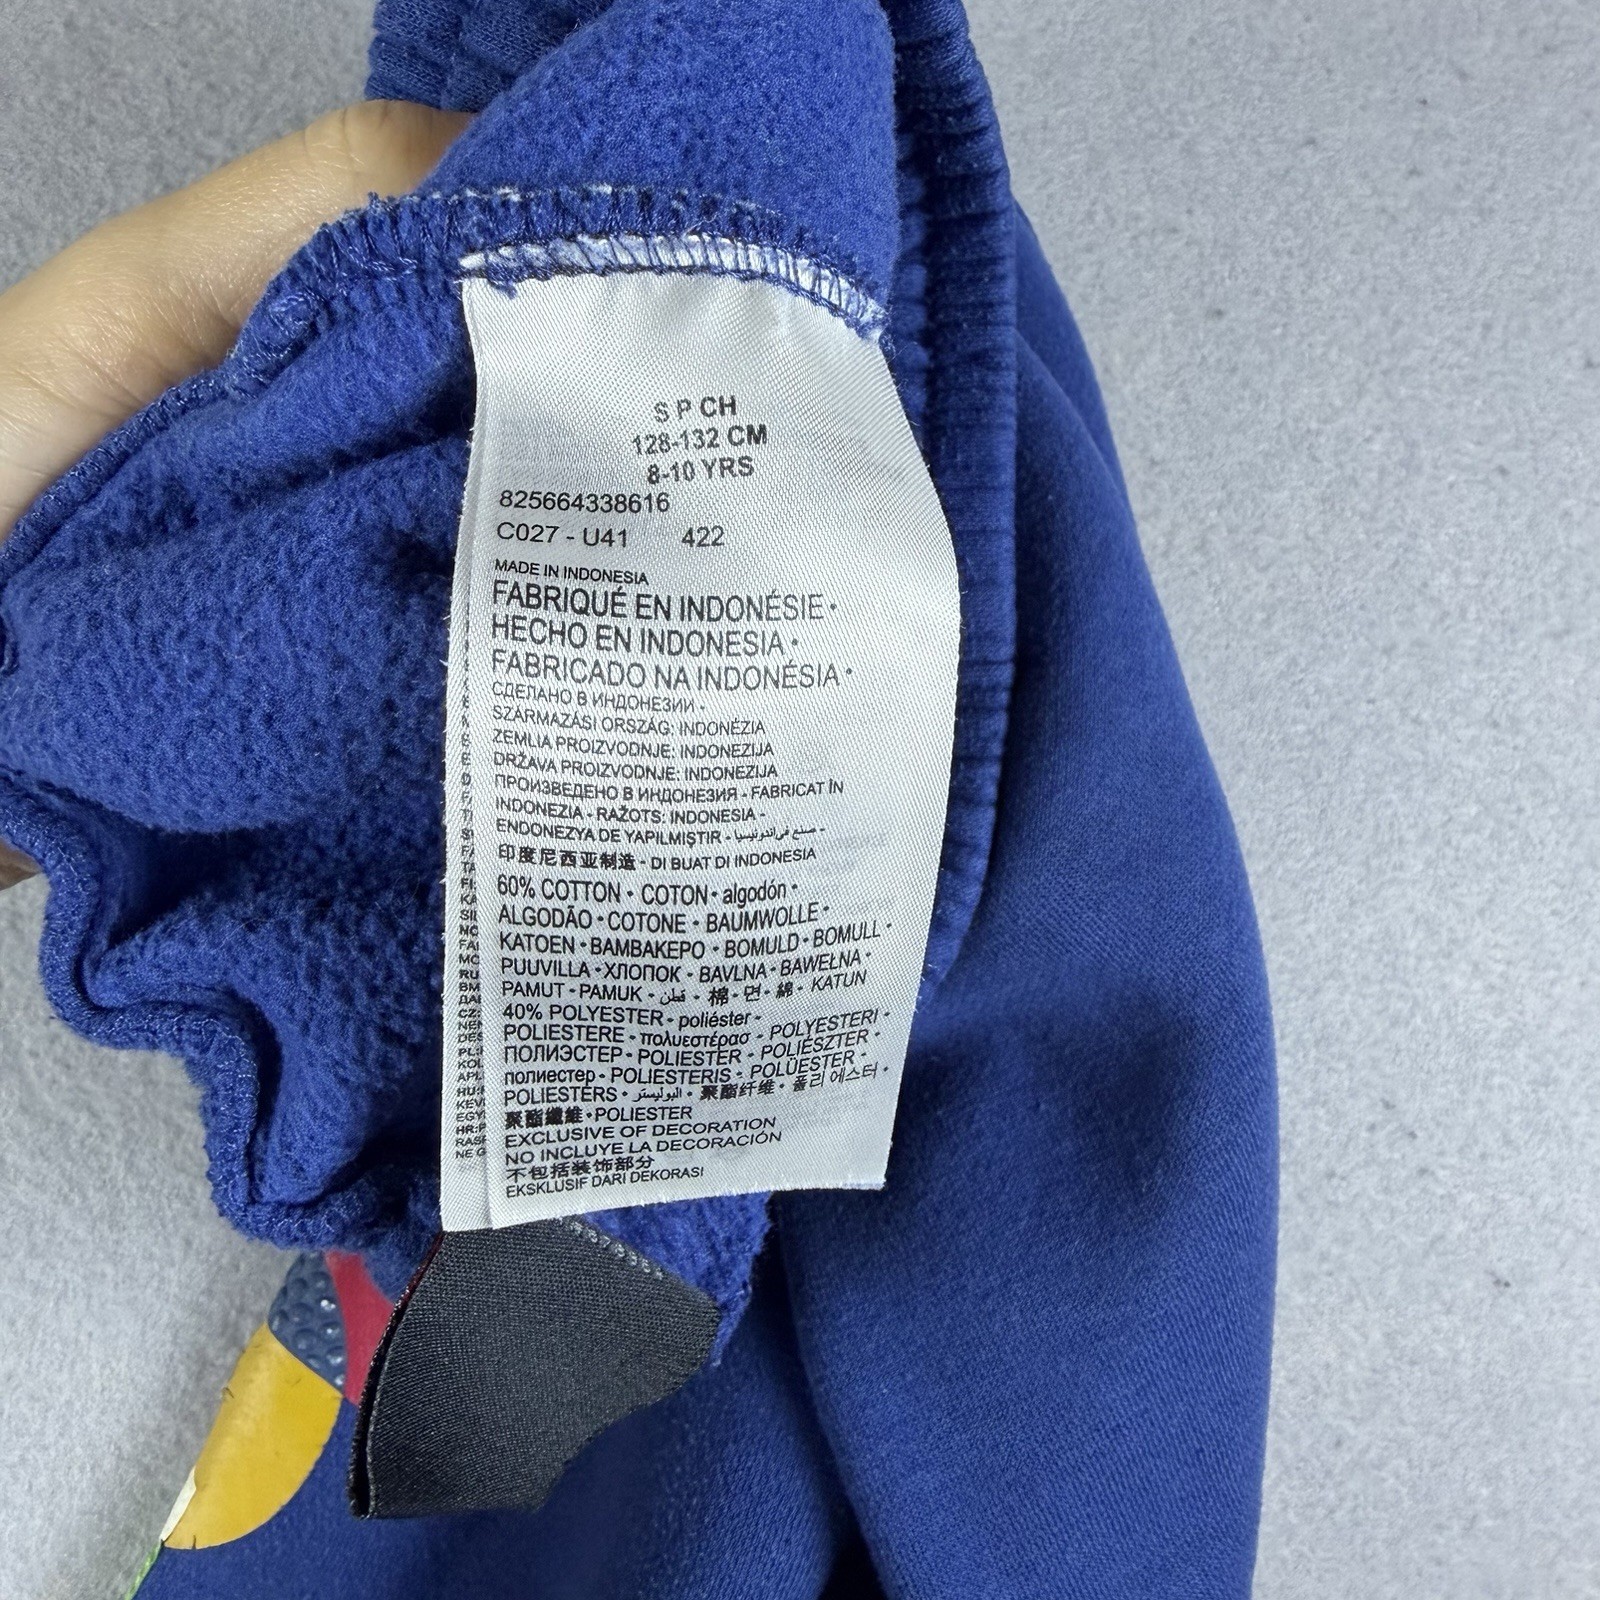 S P CH
128-132 CM
8-10 YRS
825664338616
C027 - U41 422
MADE IN INDONESIA
FABRIQUÉ EN INDONÉSIE •
HECHO EN INDONESIA •
FABRICADO NA INDONÉSIA •
СДЕЛАНО В ИНДОНЕЗИИ -
SZÁRMAZÁSI ORSZÁG: INDONÉZIA
ZEMLJA PROIZVODNJE: INDONEZIJA
DRŽAVA PROIZVODNJE: INDONEZIJA
ПРОИЗВЕДЕНО В ИНДОНЕЗИЯ - FABRICAT ÎN
INDONEZIA - RAŽOTS: INDONESIA -
ENDONEZYA DE YAPILMIŞTIR - صنع في اندونيسيا -
印度尼西亚制造 - DI BUAT DI INDONESIA
60% COTTON • COTON • algodón •
ALGODÃO • COTONE • BAUMWOLLE •
KATOEN • BAMBAKEPO • BOMULD • BOMULL •
PUUVILLA • ХЛОПОК • BAVLNA • BAWEŁNA •
PAMUT • PAMUK • قطن • 棉 • 면 • 綿 • KATUN
40% POLYESTER • poliéster -
POLIESTERE • πολυεστέρασ • POLYESTERI •
ПОЛИЭСТЕР • POLIESTER • POLIÉSZTER •
полиестер • POLIESTERIS • POLÜESTER •
POLIESTERS • البوليستر • 聚酯纤维 • 폴리에스터 •
聚酯纖維 • POLIESTER
EXCLUSIVE OF DECORATION
NO INCLUYE LA DECORACIÓN
不包括装饰部分
EKSKLUSIF DARI DEKORASI